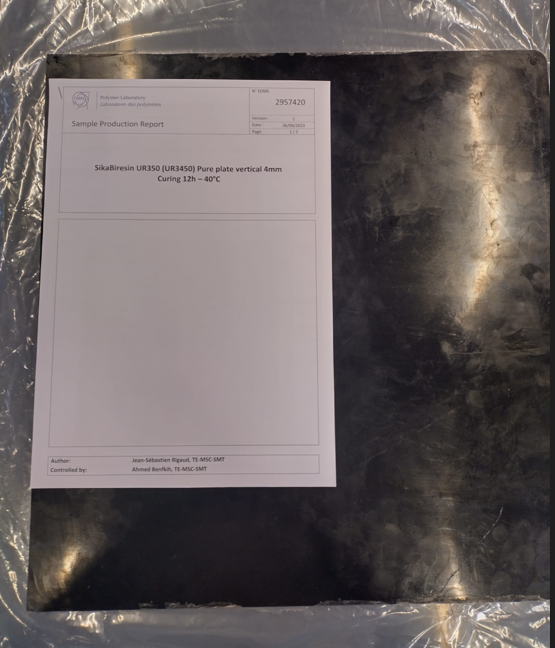 CERN
Polymer Laboratory
Laboratoire des polymères
N° EDMS
2957420
Sample Production Report
Version: 1
Date:
Page: 1 / 7
SikaBiresin UR350 (UR3450) Pure plate vertical 4mm
Curing 12h – 40°C
Author: Jean-Sébastien Rigaud, TE-MSC-SMT
Controlled by: Ahmed Benfkih, TE-MSC-SMT